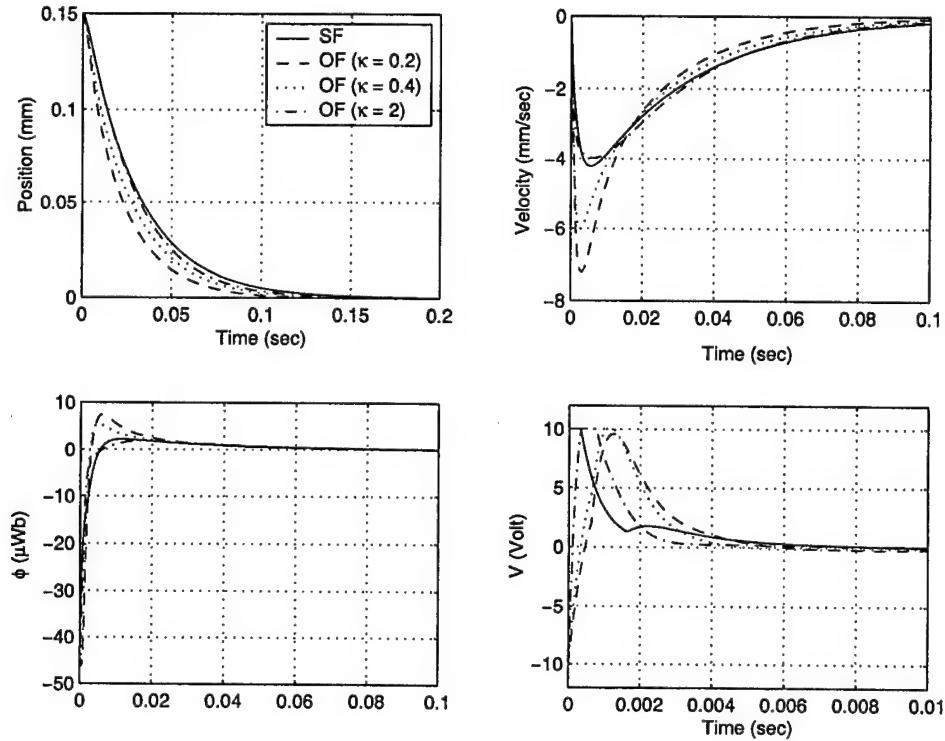 0.15
0.1
0.05
0
Position (mm)
SF
OF (κ = 0.2)
OF (κ = 0.4)
OF (κ = 2)
0 0.05 0.1 0.15 0.2
Time (sec)
0
−2
−4
−6
−8
Velocity (mm/sec)
0 0.02 0.04 0.06 0.08 0.1
Time (sec)
10
0
−10
−20
−30
−40
−50
ϕ (μWb)
0 0.02 0.04 0.06 0.08 0.1
10
5
0
−5
−10
V (Volt)
0 0.002 0.004 0.006 0.008 0.01
Time (sec)